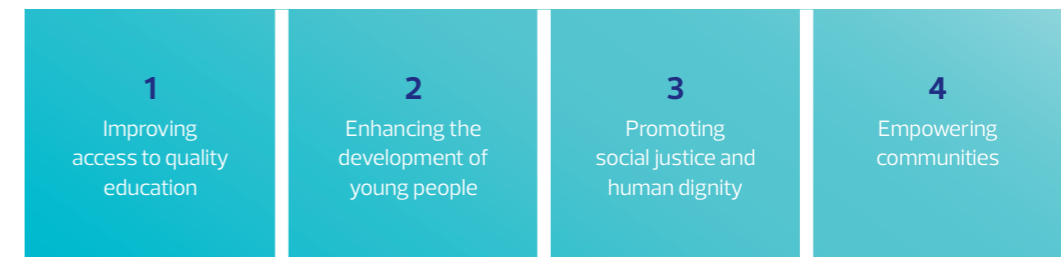 1
Improving
access to quality
education
2
Enhancing the
development of
young people
3
Promoting
social justice and
human dignity
4
Empowering
communities